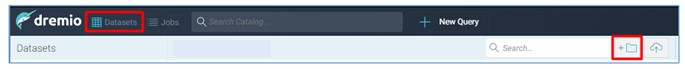 dremio Datasets Jobs Search Catalog... + New Query
Datasets Search... +